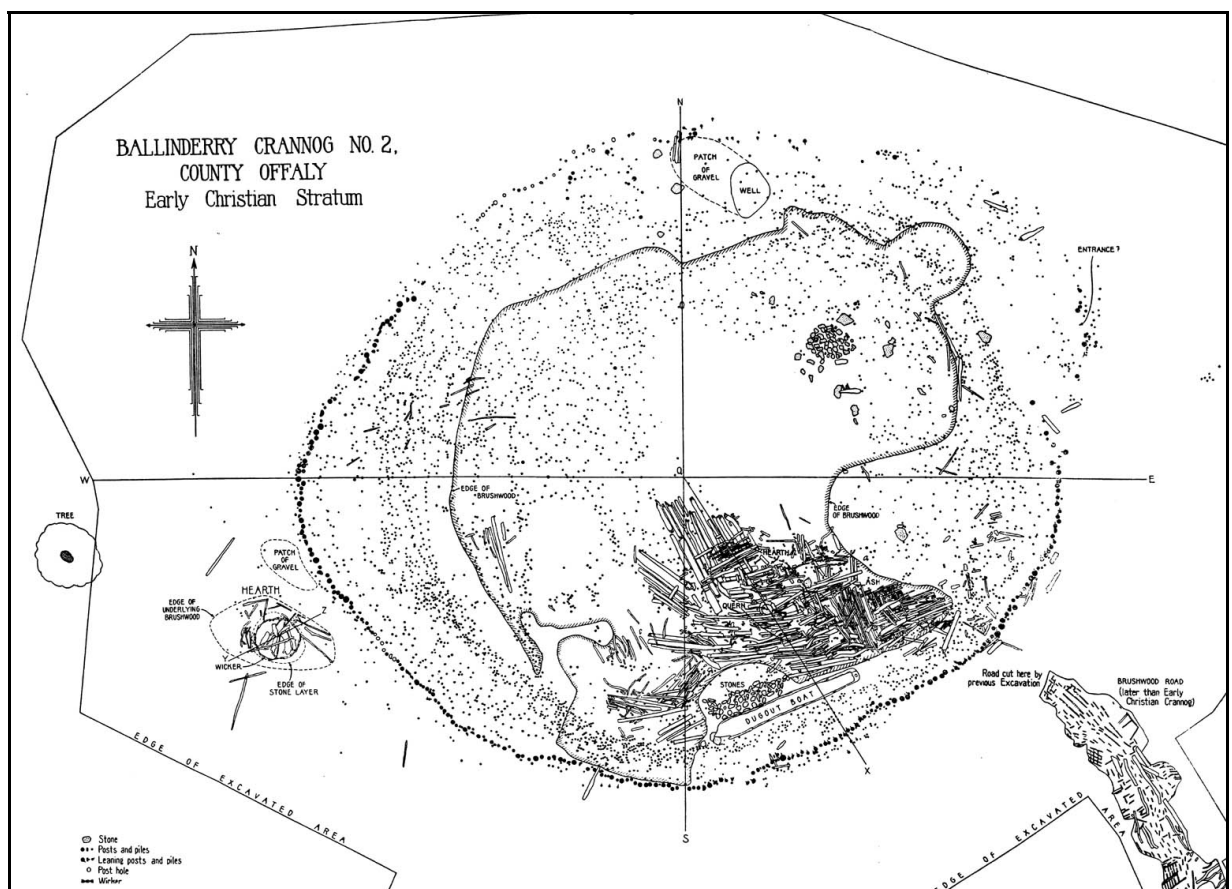 BALLINDERRY CRANNOG NO. 2,
COUNTY OFFALY
Early Christian Stratum
N
N
PATCH
OF
GRAVEL
WELL
ENTRANCE?
W
O
E
EDGE OF
BRUSHWOOD
EDGE
OF BRUSHWOOD
TREE
PATCH
OF
GRAVEL
HEARTH
EDGE OF
UNDERLYING
BRUSHWOOD
Z
Y
WICKER
EDGE OF
STONE LAYER
HEARTH
ASH
QUERN
STONES
DUGOUT BOAT
X
S
Road cut here by
previous Excavation
BRUSHWOOD ROAD
(later than Early
Christian Crannog)
EDGE OF EXCAVATED AREA
EDGE OF EXCAVATED AREA
Stone
Posts and piles
Leaning posts and piles
Post hole
Wicker